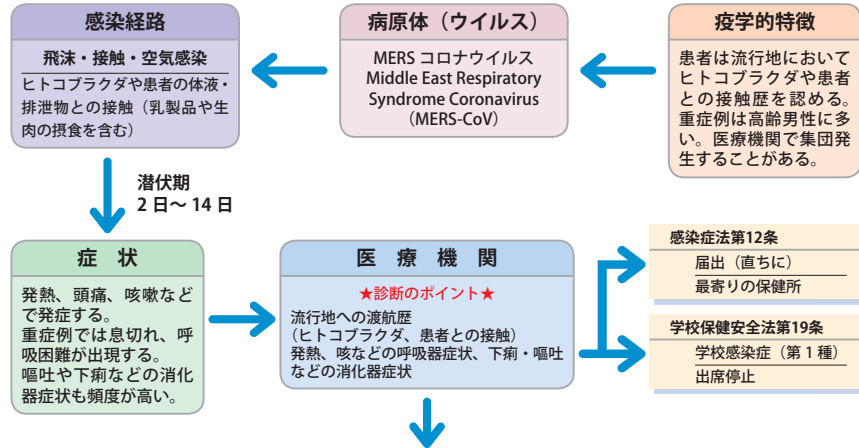 感染経路
飛沫・接触・空気感染
ヒトコブラクダや患者の体液・
排泄物との接触（乳製品や生
肉の摂食を含む）
病原体（ウイルス）
MERS コロナウイルス
Middle East Respiratory
Syndrome Coronavirus
（MERS-CoV）
疫学的特徴
患者は流行地において
ヒトコブラクダや患者
との接触歴を認める。
重症例は高齢男性に多
い。医療機関で集団発
生することがある。
潜伏期
2 日～ 14 日
症 状
発熱、頭痛、咳嗽など
で発症する。
重症例では息切れ、呼
吸困難が出現する。
嘔吐や下痢などの消化
器症状も頻度が高い。
医 療 機 関
★診断のポイント★
流行地への渡航歴
（ヒトコブラクダ、患者との接触）
発熱、咳などの呼吸器症状、下痢・嘔吐
などの消化器症状
感染症法第12条
届出（直ちに）
最寄りの保健所
学校保健安全法第19条
学校感染症（第 1 種）
出席停止